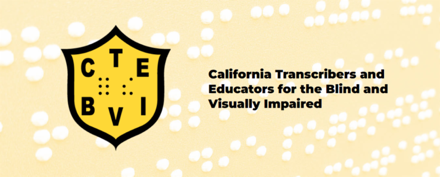 C T E
B V I
California Transcribers and
Educators for the Blind and
Visually Impaired